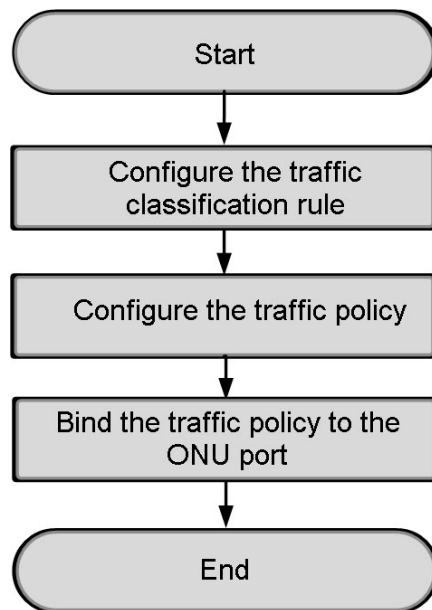 Start
Configure the traffic
classification rule
Configure the traffic policy
Bind the traffic policy to the
ONU port
End